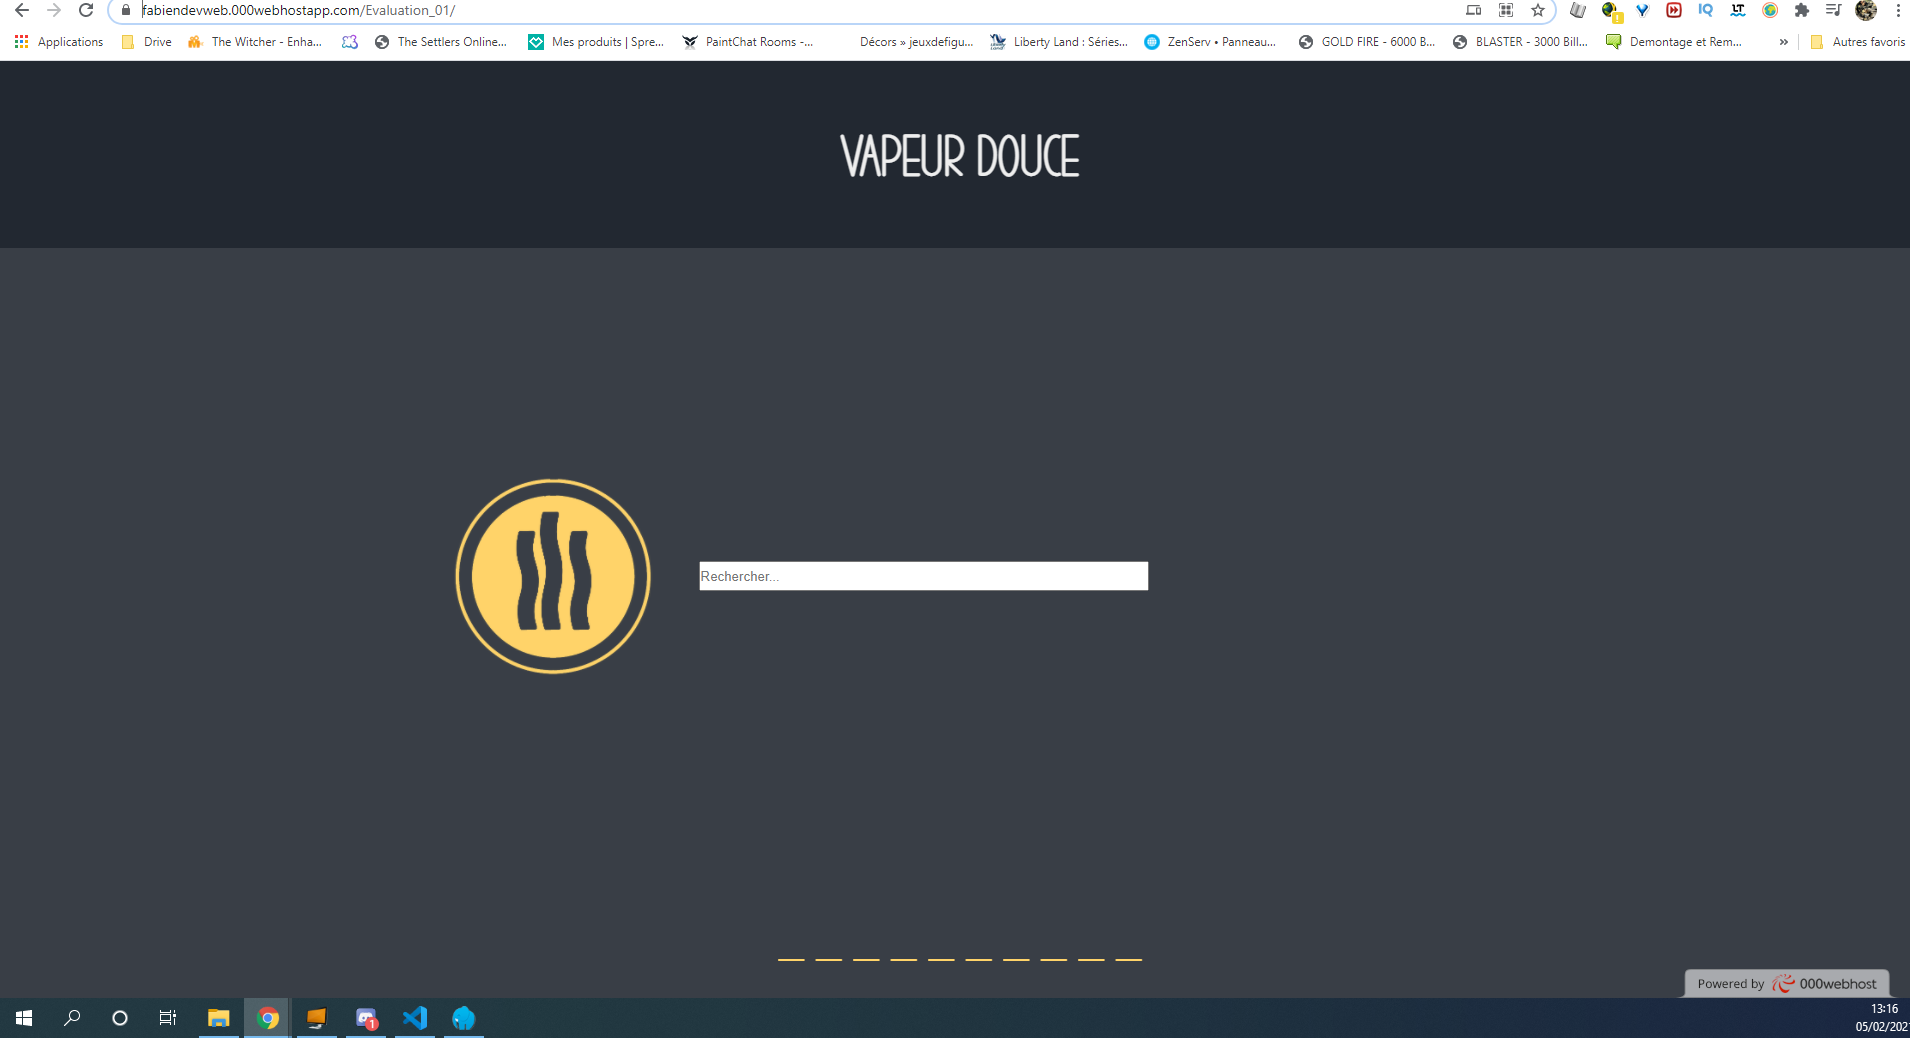 fabiendevweb.000webhostapp.com/Evaluation_01/
Applications Drive The Witcher - Enha... The Settlers Online... Mes produits | Spre... PaintChat Rooms -... Décors » jeuxdefigu... Liberty Land : Séries... ZenServ • Panneau... GOLD FIRE - 6000 B... BLASTER - 3000 Bill... Demontage et Rem... » Autres favoris
VAPEUR DOUCE
Rechercher...
Powered by 000webhost
1
13:16
05/02/202